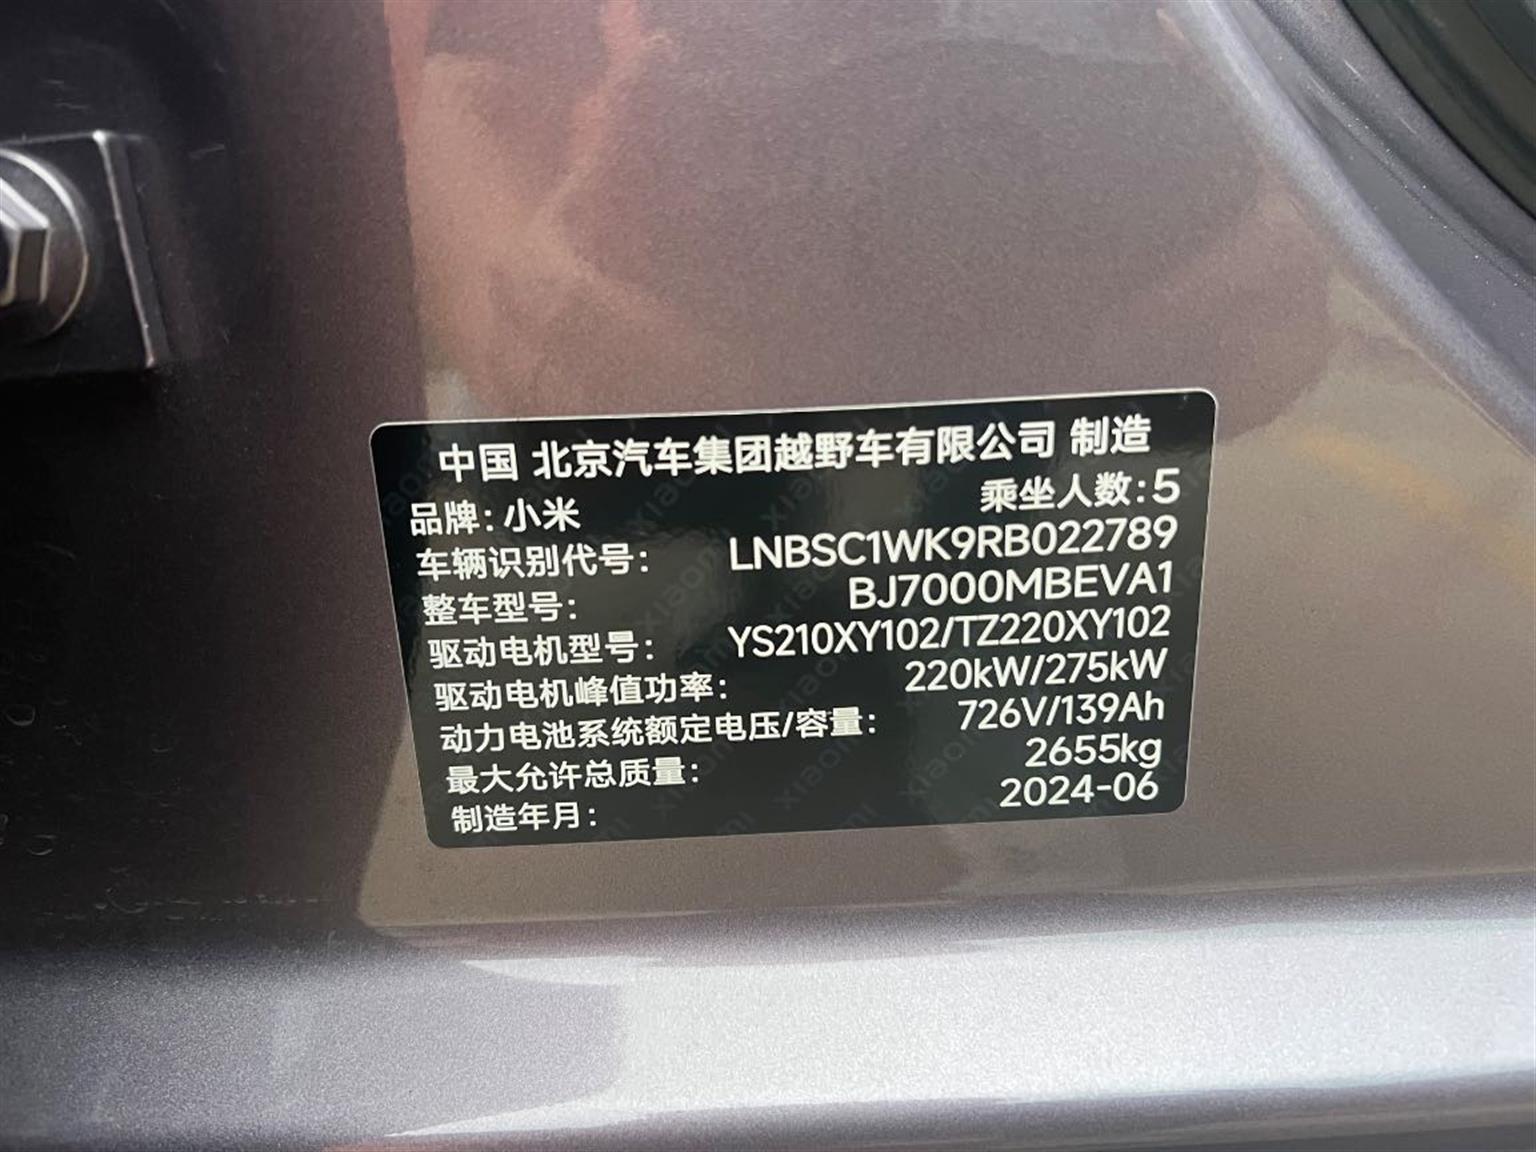 中国 北京汽车集团越野车有限公司 制造
品牌：小米 乘坐人数：5
车辆识别代号： LNBSC1WK9RB022789
整车型号： BJ7000MBEVA1
驱动电机型号： YS210XY102/TZ220XY102
驱动电机峰值功率： 220kW/275kW
动力电池系统额定电压/容量： 726V/139Ah
最大允许总质量： 2655kg
制造年月： 2024-06